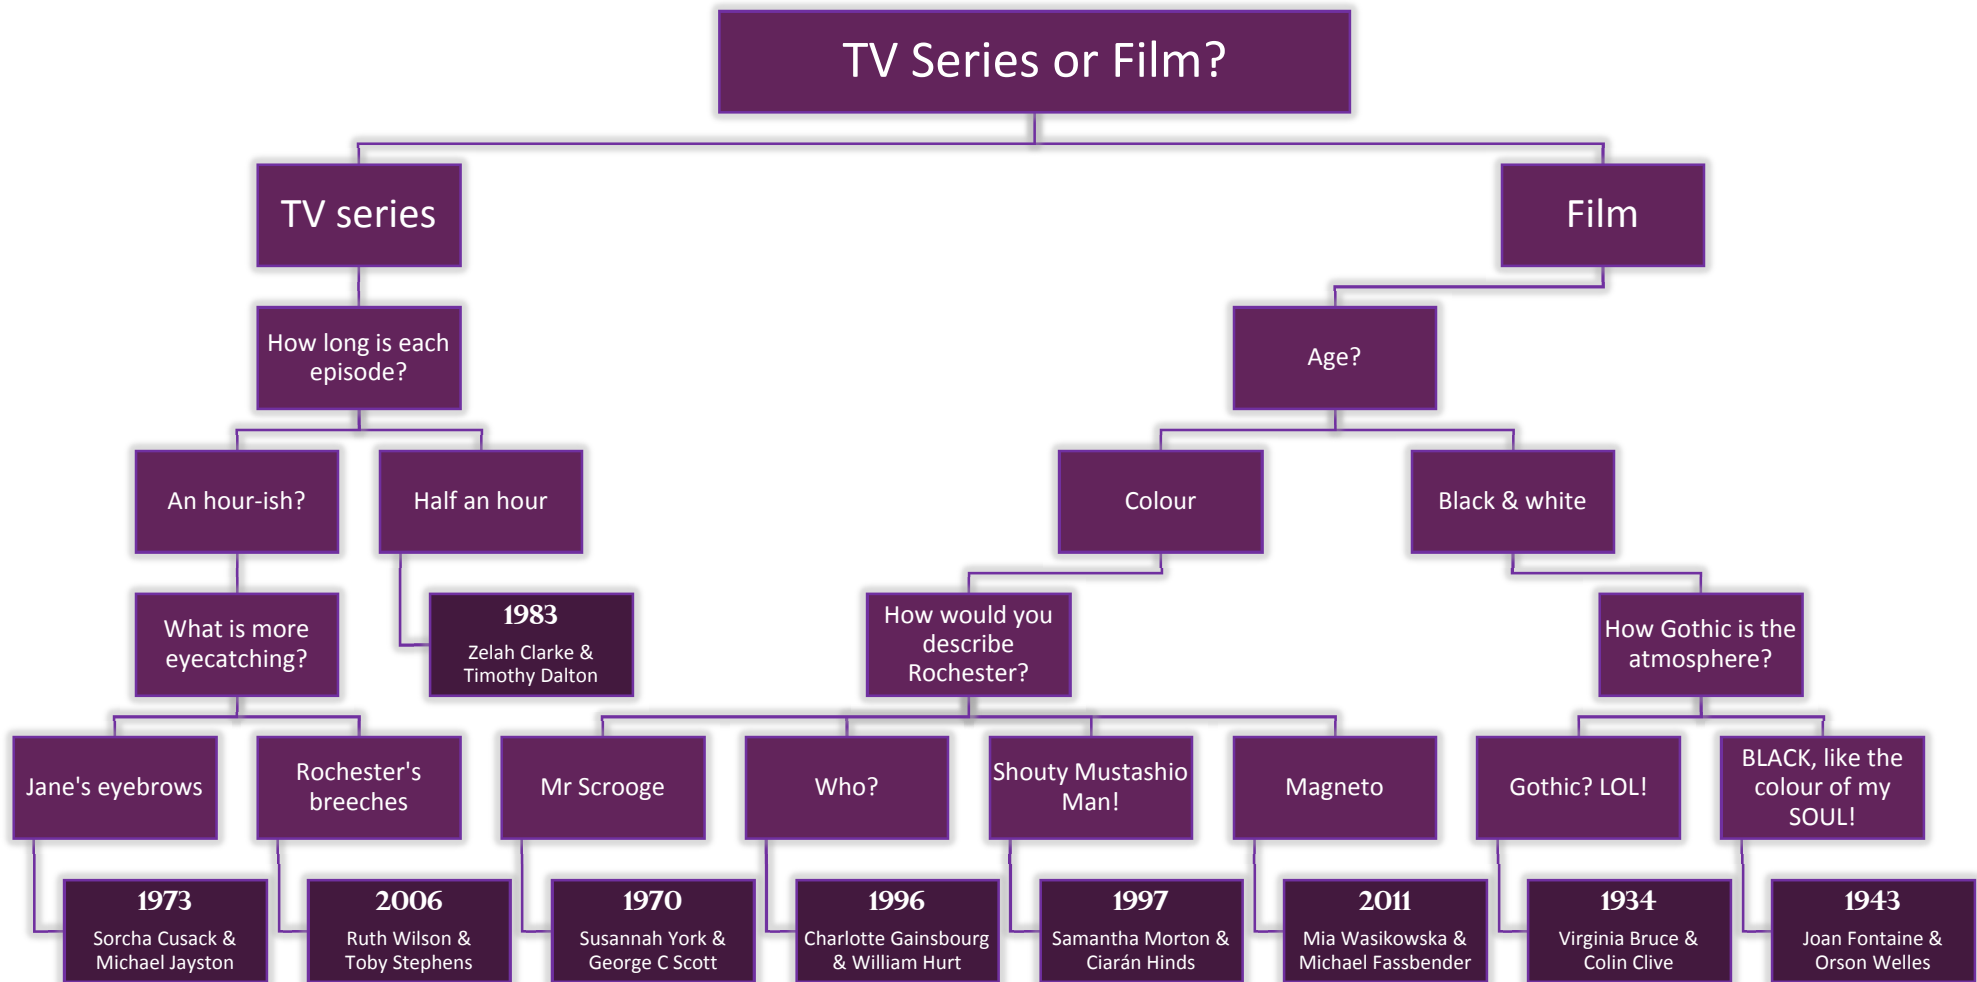 TV Series or Film?
TV series
Film
How long is each
episode?
Age?
An hour-ish?
Half an hour
Colour
Black & white
What is more
eyecatching?
1983
Zelah Clarke &
Timothy Dalton
How would you
describe
Rochester?
How Gothic is the
atmosphere?
Jane's eyebrows
Rochester's
breeches
Mr Scrooge
Who?
Shouty Mustashio
Man!
Magneto
Gothic? LOL!
BLACK, like the
colour of my
SOUL!
1973
Sorcha Cusack &
Michael Jayston
2006
Ruth Wilson &
Toby Stephens
1970
Susannah York &
George C Scott
1996
Charlotte Gainsbourg
& William Hurt
1997
Samantha Morton &
Ciarán Hinds
2011
Mia Wasikowska &
Michael Fassbender
1934
Virginia Bruce &
Colin Clive
1943
Joan Fontaine &
Orson Welles